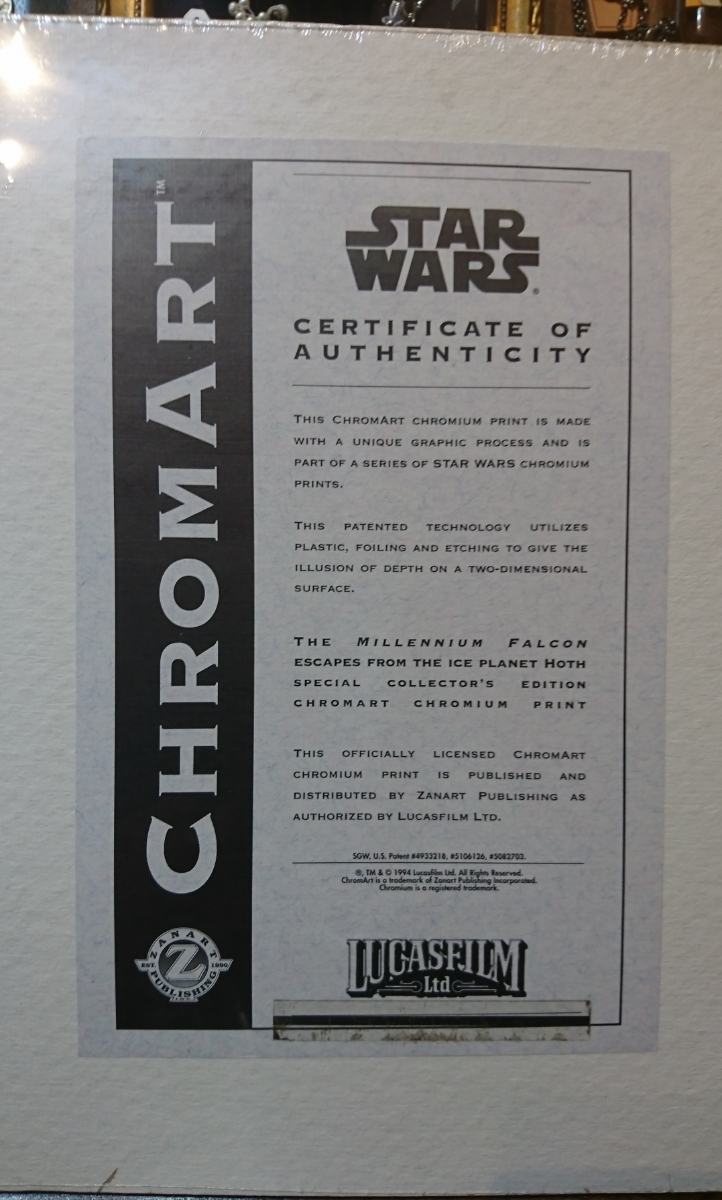 CHROMART™
STAR
WARS®
CERTIFICATE OF
AUTHENTICITY
THIS CHROMART CHROMIUM PRINT IS MADE
WITH A UNIQUE GRAPHIC PROCESS AND IS
PART OF A SERIES OF STAR WARS CHROMIUM
PRINTS.
THIS PATENTED TECHNOLOGY UTILIZES
PLASTIC, FOILING AND ETCHING TO GIVE THE
ILLUSION OF DEPTH ON A TWO-DIMENSIONAL
SURFACE.
THE MILLENNIUM FALCON
ESCAPES FROM THE ICE PLANET HOTH
SPECIAL COLLECTOR'S EDITION
CHROMART CHROMIUM PRINT
THIS OFFICIALLY LICENSED CHROMART
CHROMIUM PRINT IS PUBLISHED AND
DISTRIBUTED BY ZANART PUBLISHING AS
AUTHORIZED BY LUCASFILM LTD.
SGW, U.S. Patent #4933218, #5106126, #5082703.
®, TM & © 1994 Lucasfilm Ltd. All Rights Reserved.
ChromArt is a trademark of Zanart Publishing Incorporated.
Chromium is a registered trademark.
ZANART
EST. Z 1990
PUBLISHING
LUCASFILM
Ltd